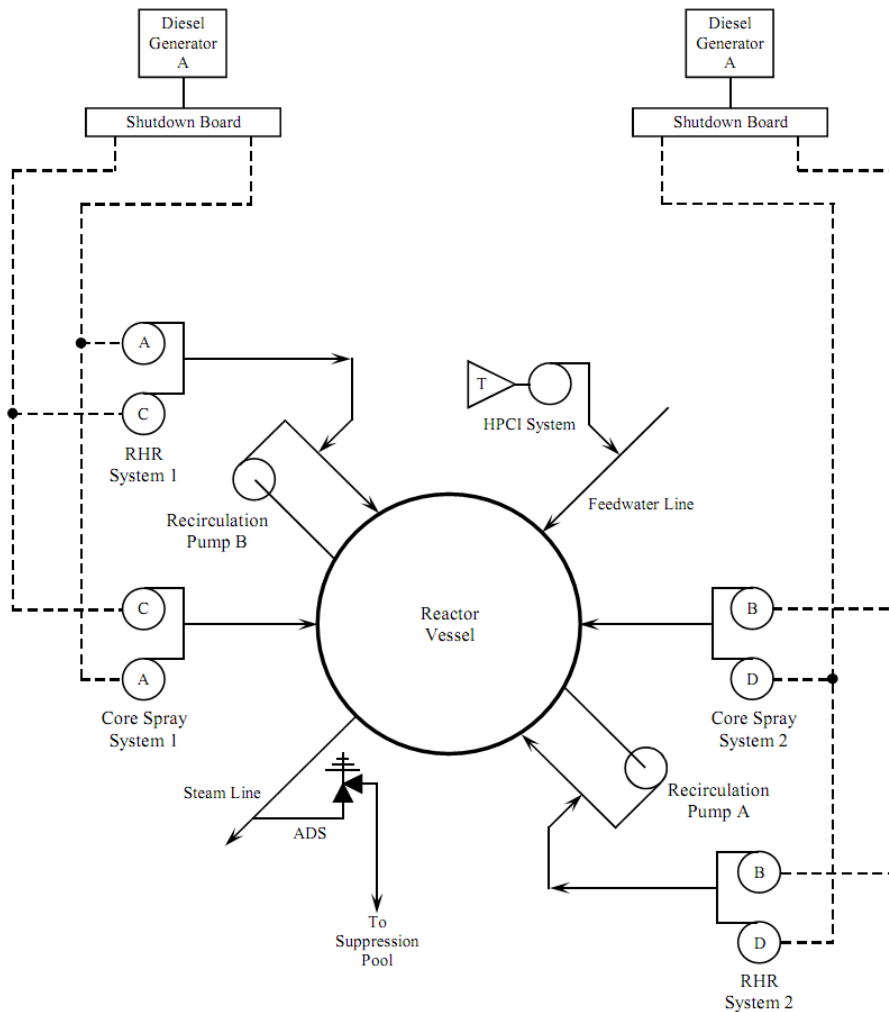 Diesel
Generator
A
Diesel
Generator
A
Shutdown Board
Shutdown Board
A
C
RHR
System 1
T
HPCI System
Recirculation
Pump B
Feedwater Line
C
A
Core Spray
System 1
Reactor
Vessel
B
D
Core Spray
System 2
Steam Line
ADS
To
Suppression
Pool
Recirculation
Pump A
B
D
RHR
System 2